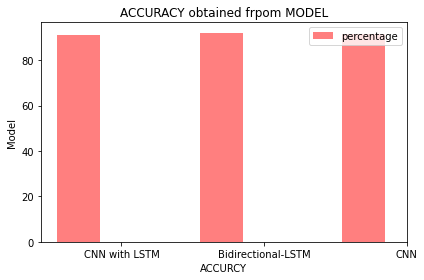 ACCURACY obtained frpom MODEL
percentage
80
60
40
20
0
Model
CNN with LSTM Bidirectional-LSTM CNN
ACCURCY